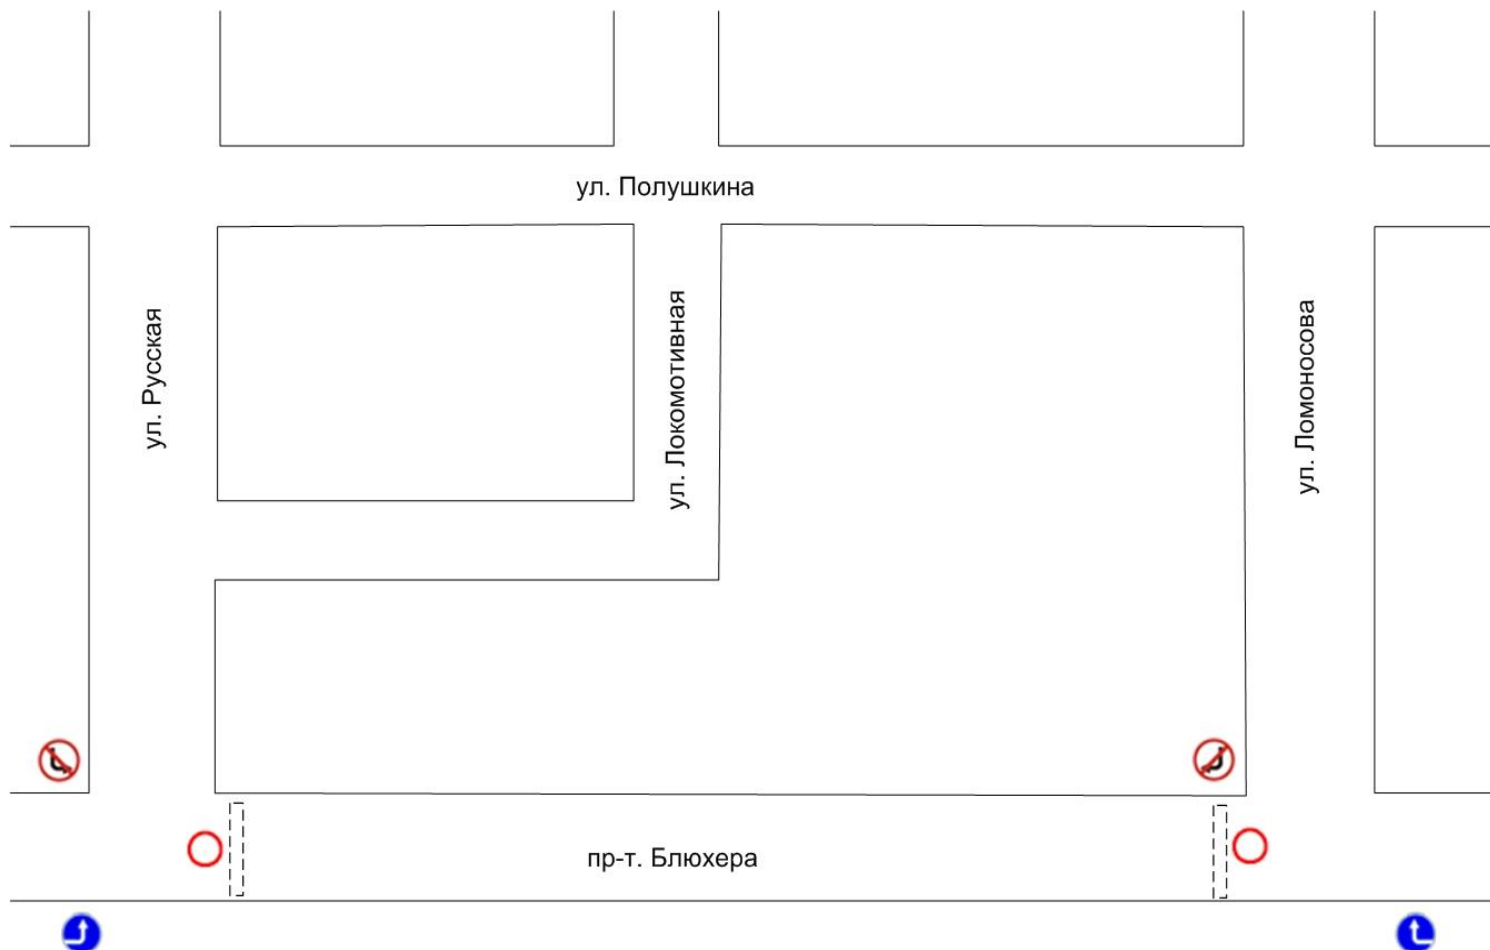 ул. Полушкина
ул. Русская
ул. Локомотивная
ул. Ломоносова
пр-т. Блюхера